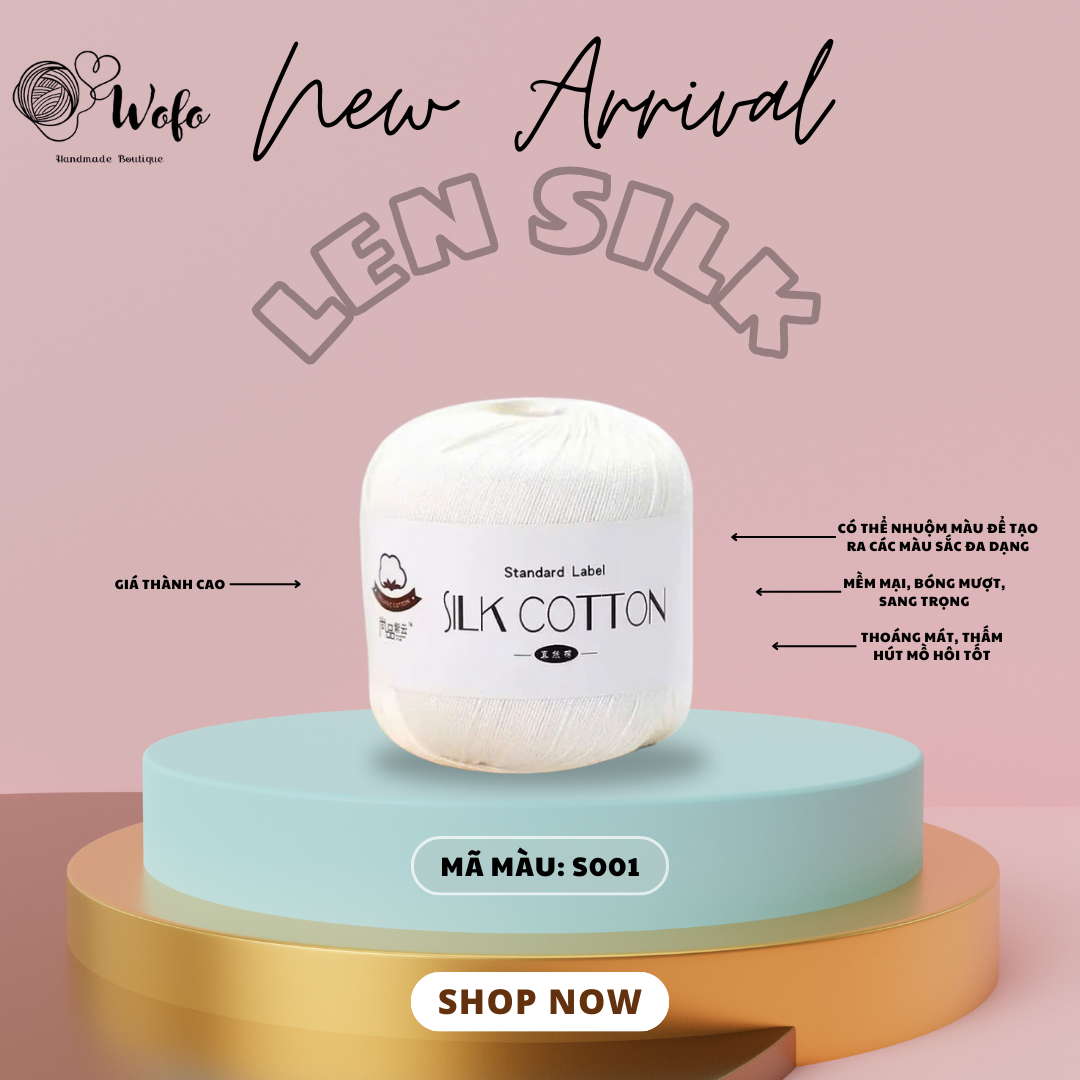 Wofo
Handmade Boutique
New Arrival
LEN SILK
GIÁ THÀNH CAO
CÓ THỂ NHUỘM MÀU ĐỂ TẠO
RA CÁC MÀU SẮC ĐA DẠNG
MỀM MẠI, BÓNG MƯỢT,
SANG TRỌNG
THOÁNG MÁT, THẤM
HÚT MỒ HÔI TỐT
Standard Label
SILK COTTON
ORGANIC COTTON
MÃ MÀU: S001
SHOP NOW